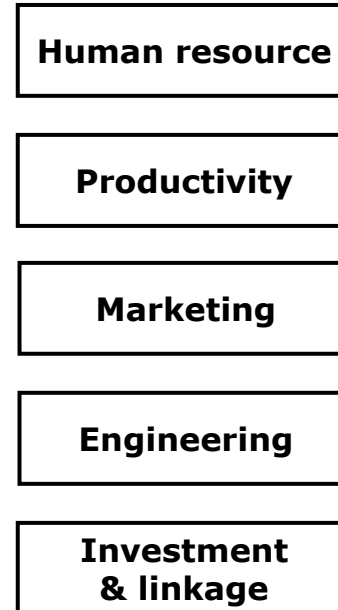 Human resource
Productivity
Marketing
Engineering
Investment
& linkage